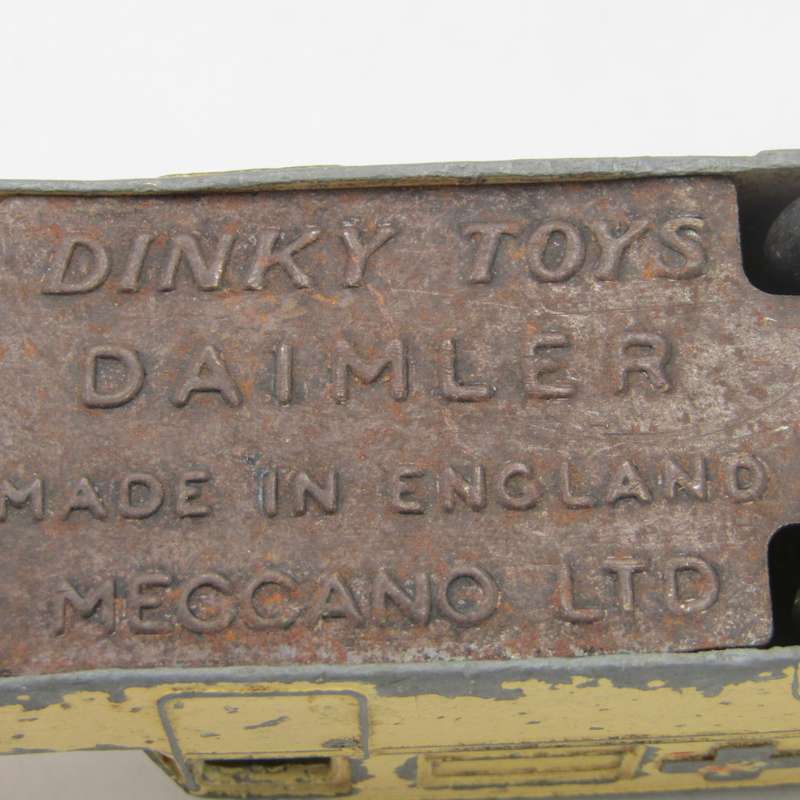 DINKY TOYS
DAIMLER
MADE IN ENGLAND
MECCANO LTD